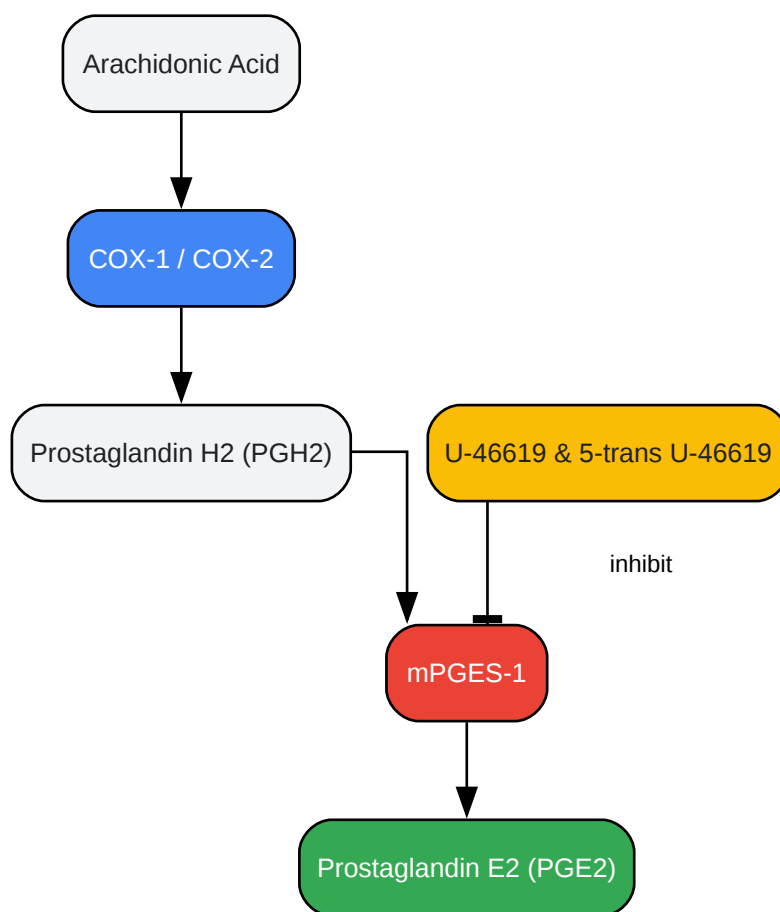 Arachidonic Acid
COX-1 / COX-2
Prostaglandin H2 (PGH2)
U-46619 & 5-trans U-46619
inhibit
mPGES-1
Prostaglandin E2 (PGE2)